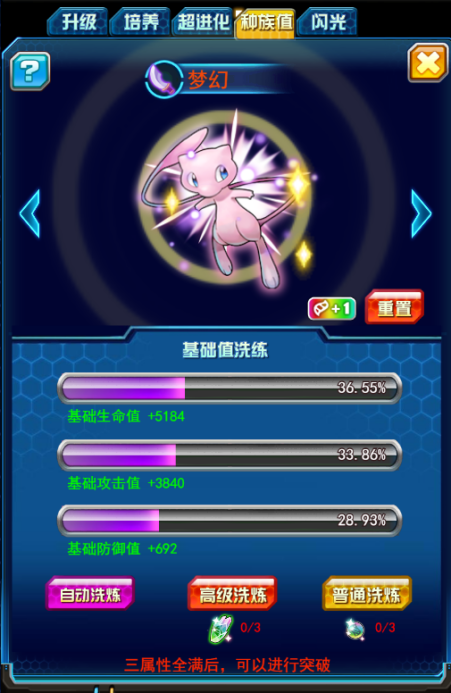 升级 培养 超进化 种族值 闪光
?
梦幻
+1 重置
基础值洗练
36.55%
基础生命值 +5184
33.86%
基础攻击值 +3840
28.93%
基础防御值 +692
自动洗炼 高级洗炼 普通洗炼
0/3 0/3
三属性全满后，可以进行突破